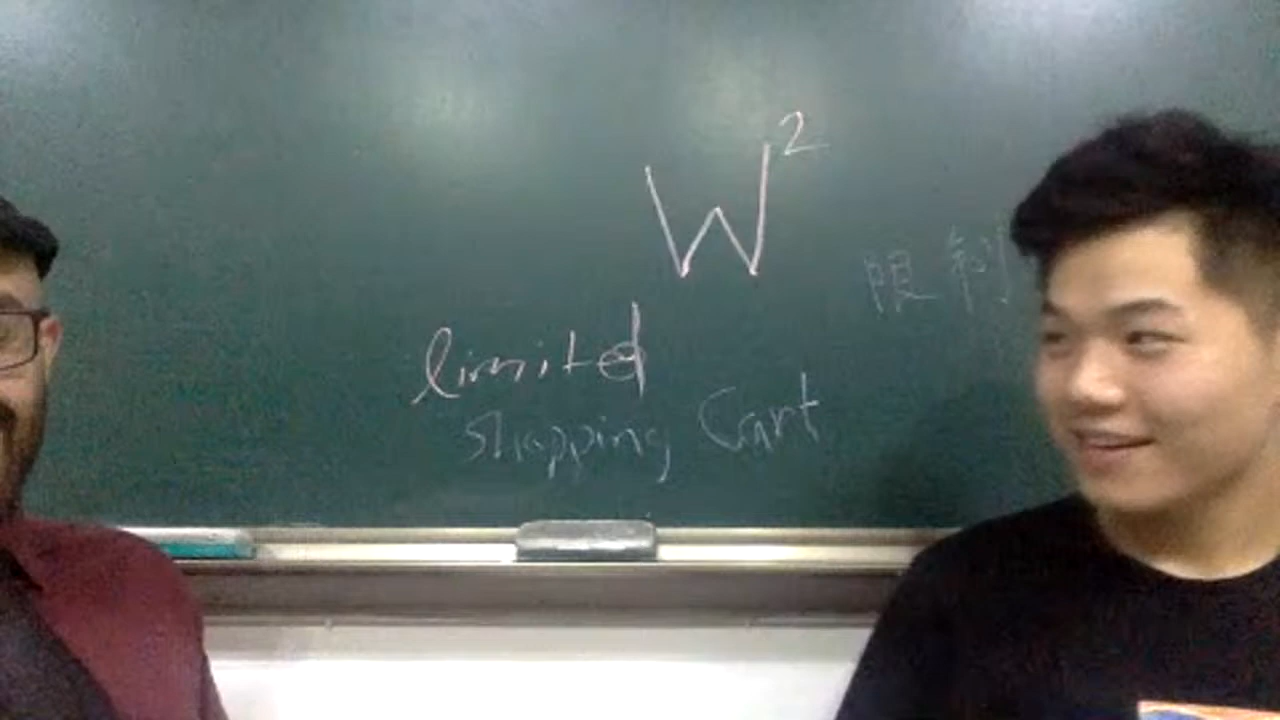 W²
限制
limited
shopping Cart